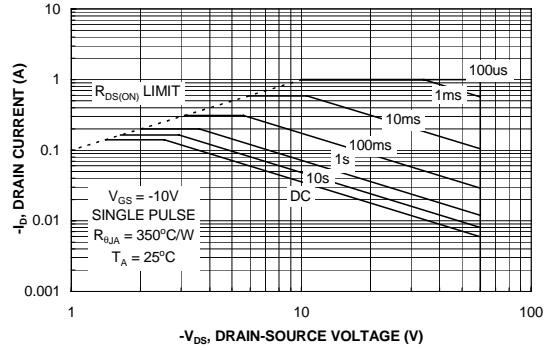 10
1
0.1
0.01
0.001
-I_D, DRAIN CURRENT (A)
R_DS(ON) LIMIT
100us
1ms
10ms
100ms
1s
10s
DC
V_GS = -10V
SINGLE PULSE
R_θJA = 350°C/W
T_A = 25°C
1 10 100
-V_DS, DRAIN-SOURCE VOLTAGE (V)